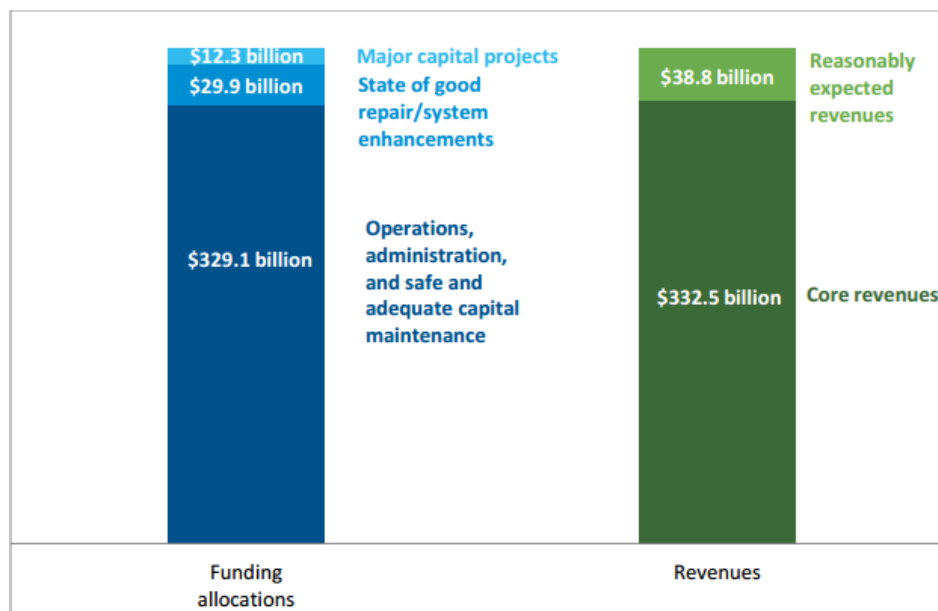 $12.3 billion
Major capital projects
$29.9 billion
State of good
repair/system
enhancements
$329.1 billion
Operations,
administration,
and safe and
adequate capital
maintenance
$38.8 billion
Reasonably
expected
revenues
$332.5 billion
Core revenues
Funding
allocations
Revenues